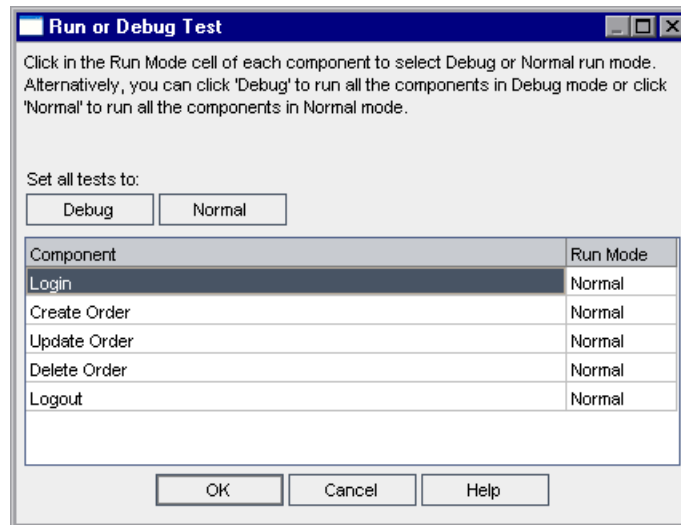 Run or Debug Test
Click in the Run Mode cell of each component to select Debug or Normal run mode.
Alternatively, you can click 'Debug' to run all the components in Debug mode or click
'Normal' to run all the components in Normal mode.
Set all tests to:
Debug Normal
Component Run Mode
Login Normal
Create Order Normal
Update Order Normal
Delete Order Normal
Logout Normal
OK Cancel Help